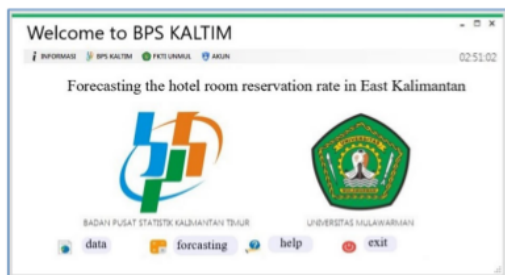 Welcome to BPS KALTIM
INFORMASI BPS KALTIM FKTI UNMUL AKUN 02:51:02
Forecasting the hotel room reservation rate in East Kalimantan
BADAN PUSAT STATISTIK KALIMANTAN TIMUR UNIVERSITAS MULAWARMAN
data forcasting help exit